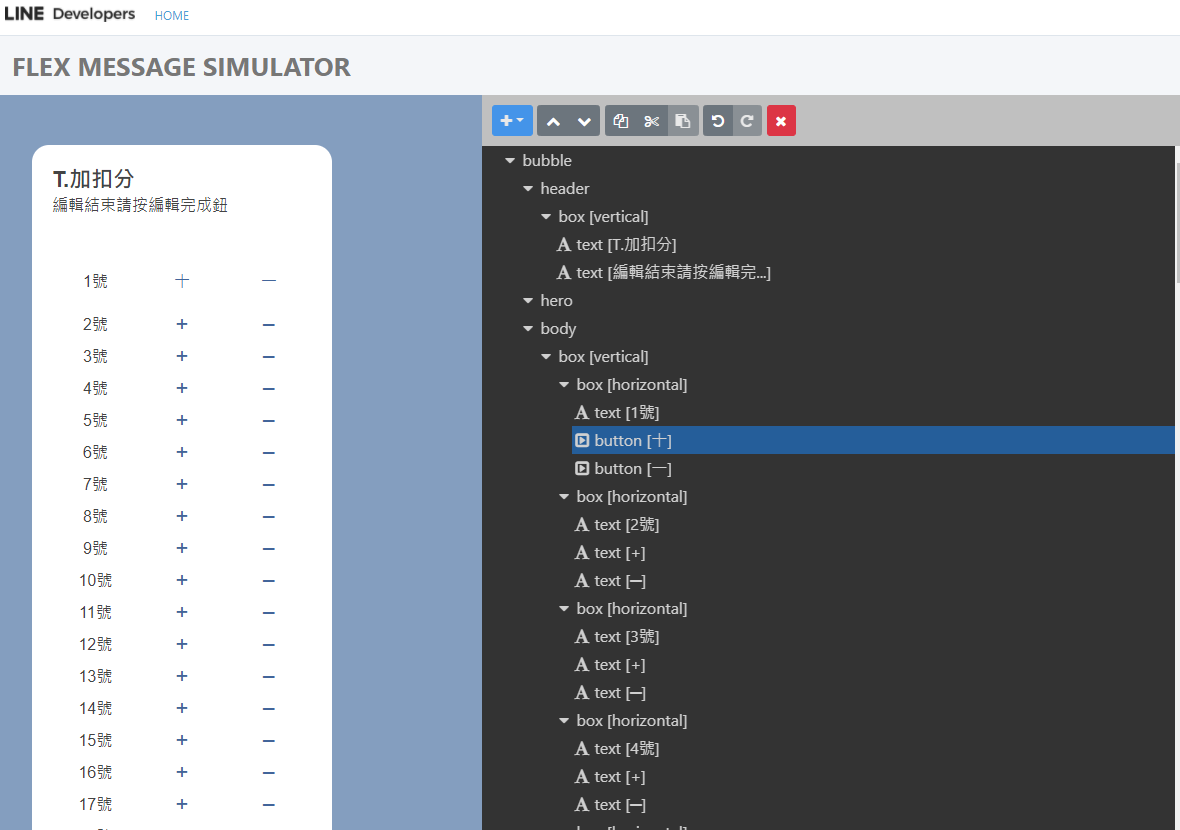 LINE Developers HOME
FLEX MESSAGE SIMULATOR
T.加扣分
編輯結束請按編輯完成鈕
1號 十 一
2號 + −
3號 + −
4號 + −
5號 + −
6號 + −
7號 + −
8號 + −
9號 + −
10號 + −
11號 + −
12號 + −
13號 + −
14號 + −
15號 + −
16號 + −
17號 + −
bubble
header
box [vertical]
A text [T.加扣分]
A text [編輯結束請按編輯完...]
hero
body
box [vertical]
box [horizontal]
A text [1號]
button [十]
button [一]
box [horizontal]
A text [2號]
A text [+]
A text [−]
box [horizontal]
A text [3號]
A text [+]
A text [−]
box [horizontal]
A text [4號]
A text [+]
A text [−]
box [horizontal]